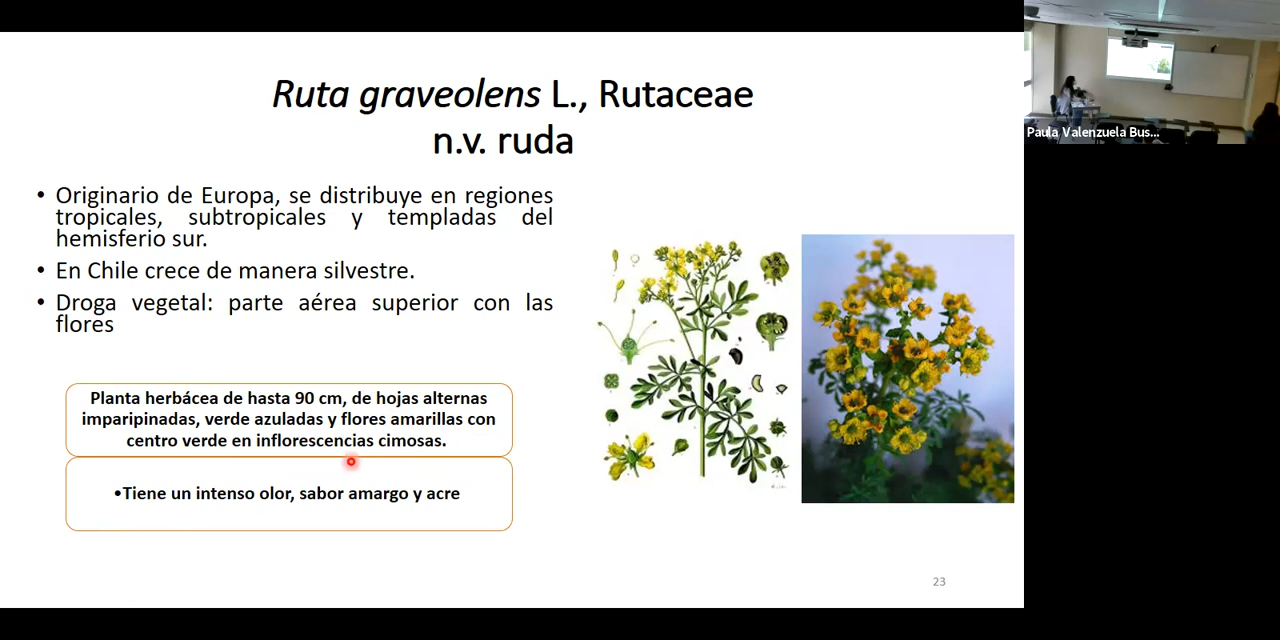 Ruta graveolens L., Rutaceae
n.v. ruda
• Originario de Europa, se distribuye en regiones
tropicales, subtropicales y templadas del
hemisferio sur.
• En Chile crece de manera silvestre.
• Droga vegetal: parte aérea superior con las
flores
Planta herbácea de hasta 90 cm, de hojas alternas
imparipinadas, verde azuladas y flores amarillas con
centro verde en inflorescencias cimosas.
•Tiene un intenso olor, sabor amargo y acre
23
Paula Valenzuela Bus...